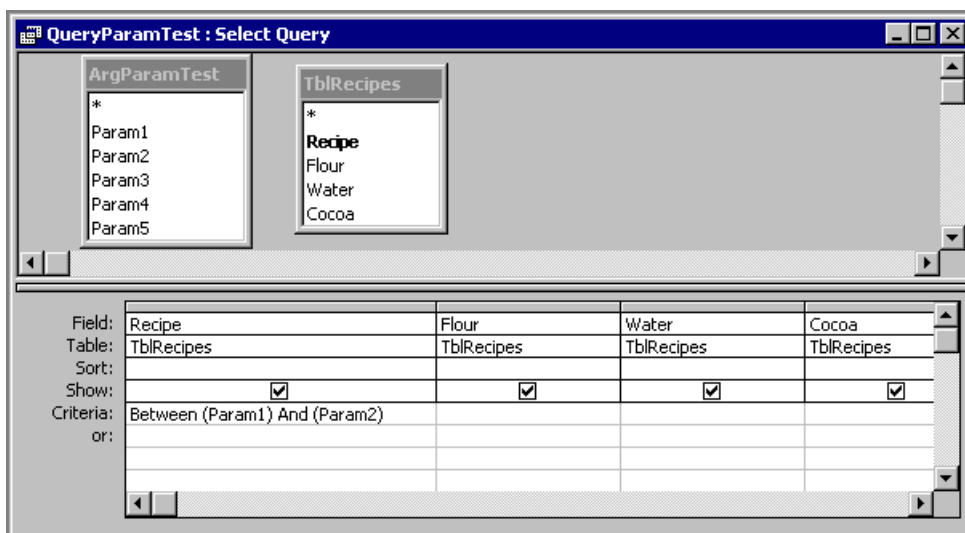 QueryParamTest : Select Query
ArgParamTest
*
Param1
Param2
Param3
Param4
Param5
TblRecipes
*
Recipe
Flour
Water
Cocoa
Field: Recipe Flour Water Cocoa
Table: TblRecipes TblRecipes TblRecipes TblRecipes
Sort:
Show:
Criteria: Between (Param1) And (Param2)
or: